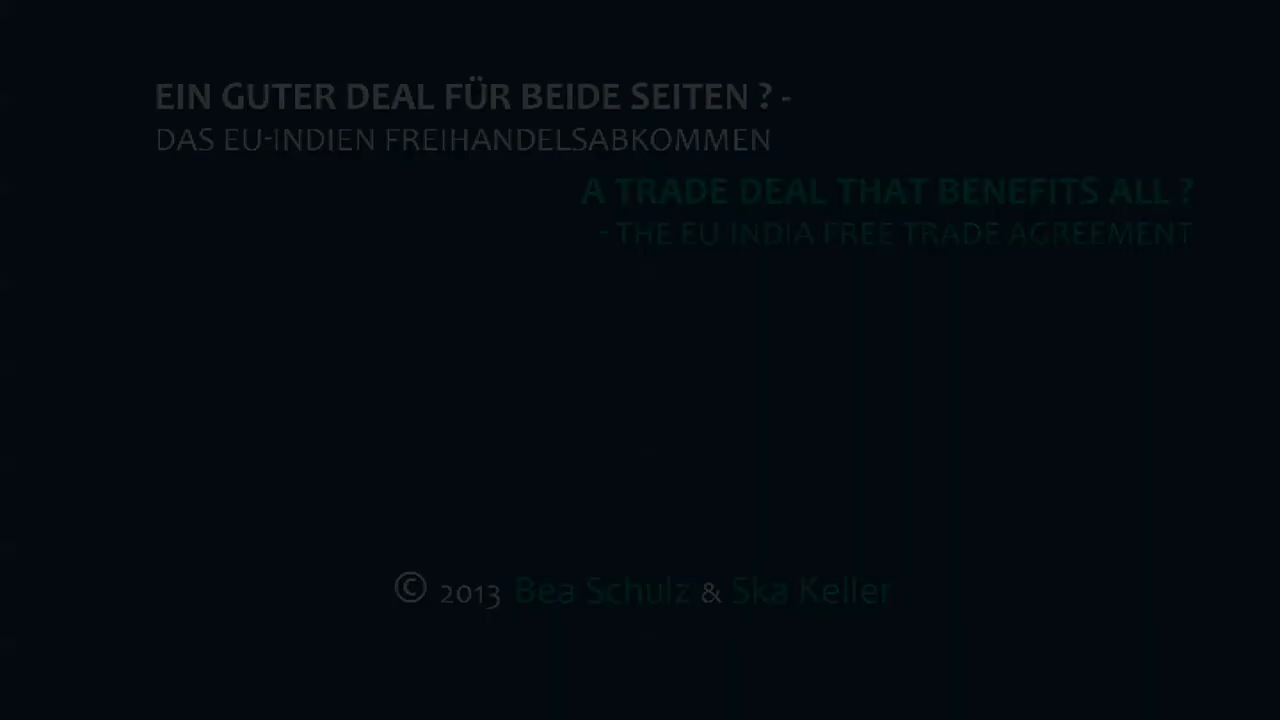 EIN GUTER DEAL FÜR BEIDE SEITEN ? -
DAS EU-INDIEN FREIHANDELSABKOMMEN
A TRADE DEAL THAT BENEFITS ALL ?
- THE EU INDIA FREE TRADE AGREEMENT
© 2013 Bea Schulz & Ska Keller